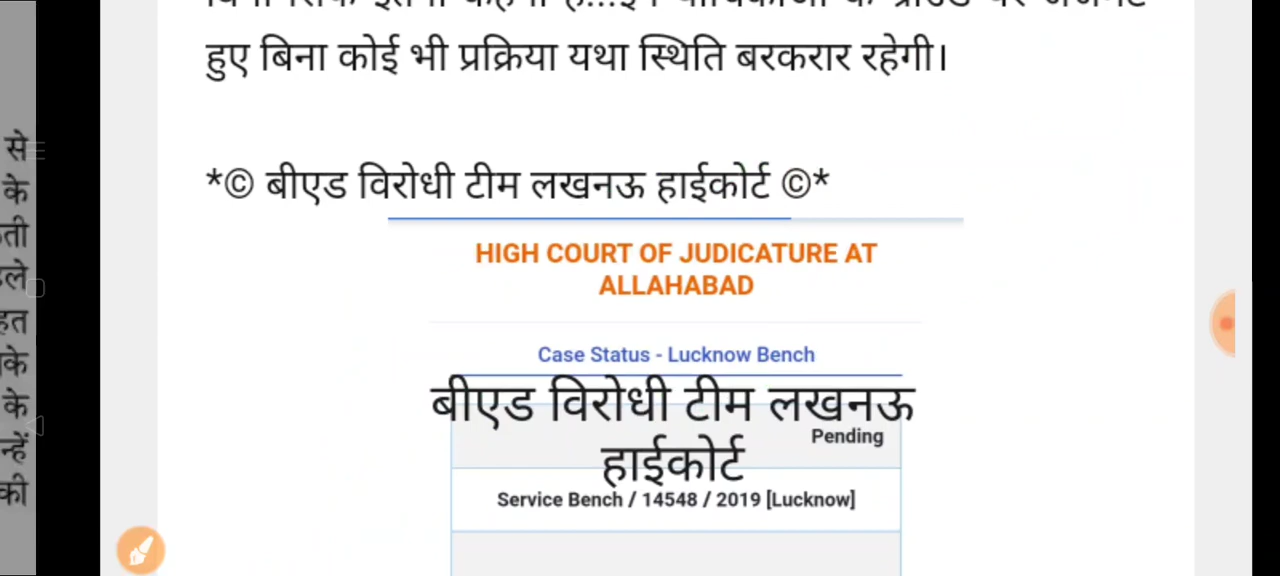 हुए बिना कोई भी प्रक्रिया यथा स्थिति बरकरार रहेगी।
*© बीएड विरोधी टीम लखनऊ हाईकोर्ट ©*
HIGH COURT OF JUDICATURE AT
ALLAHABAD
Case Status - Lucknow Bench
बीएड विरोधी टीम लखनऊ
Pending
हाईकोर्ट
Service Bench / 14548 / 2019 [Lucknow]
से
के
हत
के
की